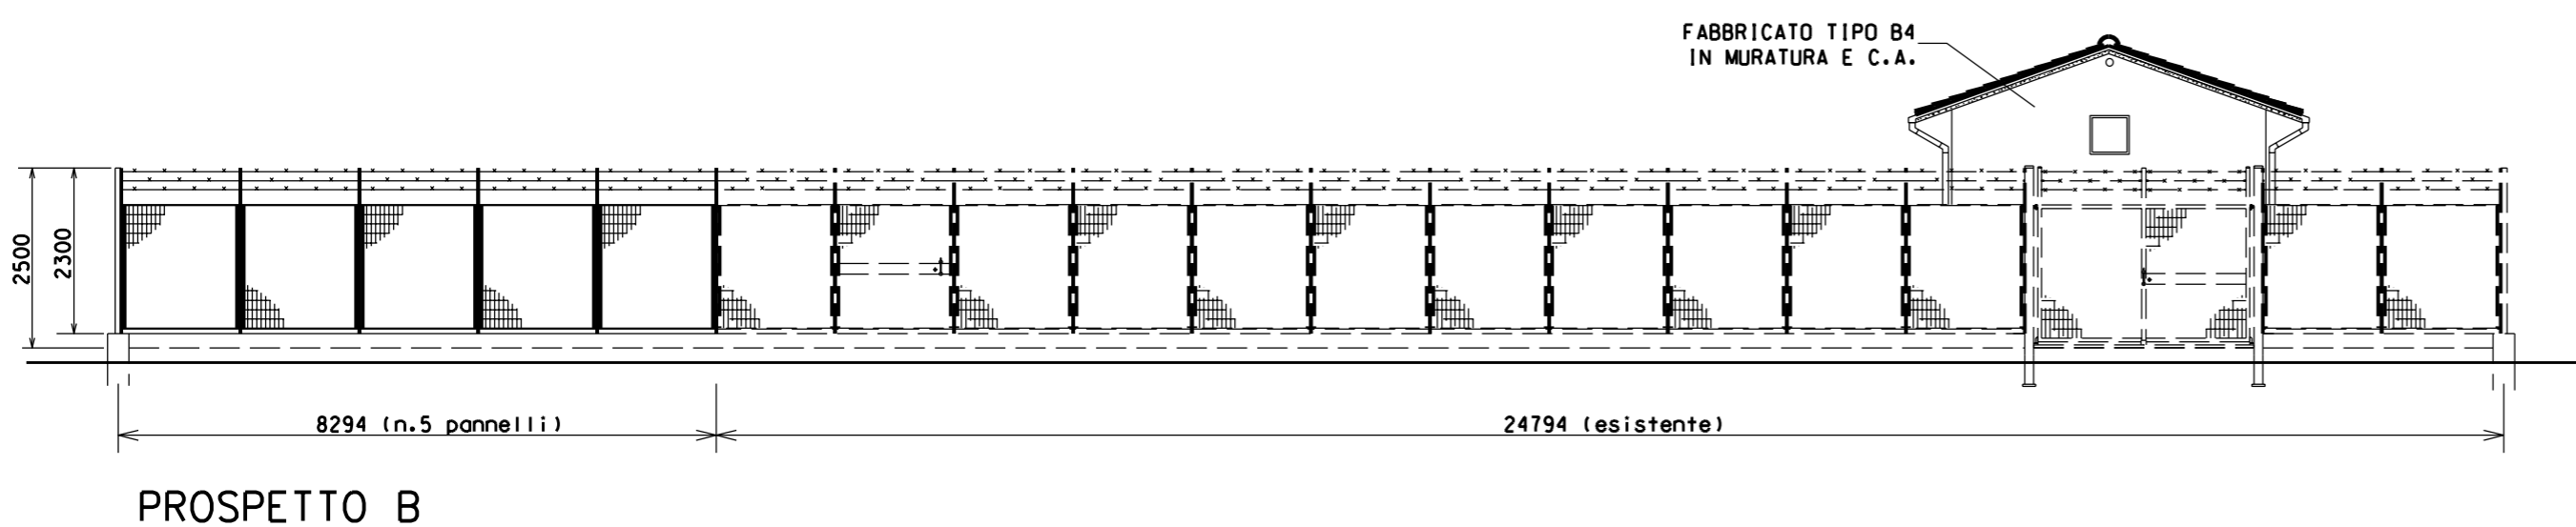 FABBRICATO TIPO B4
IN MURATURA E C.A.
2500
2300
8294 (n.5 pannelli)
24794 (esistente)
PROSPETTO B